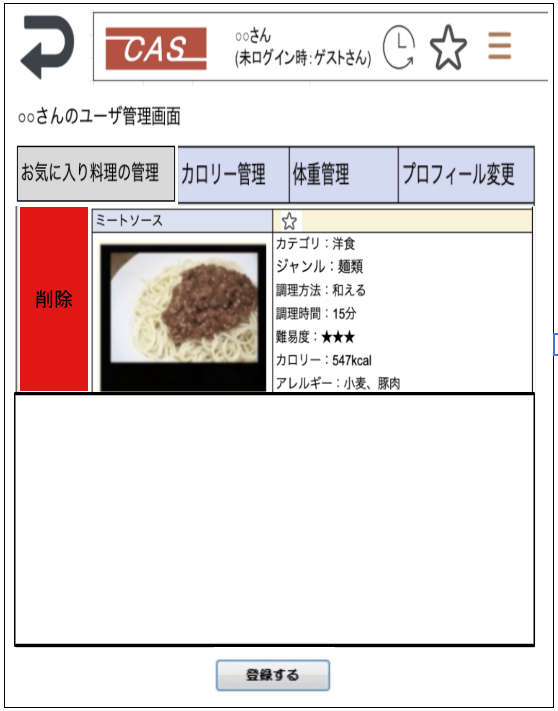 CAS
○○さん
(未ログイン時：ゲストさん)
○○さんのユーザ管理画面
お気に入り料理の管理
カロリー管理
体重管理
プロフィール変更
削除
ミートソース
カテゴリ：洋食
ジャンル：麺類
調理方法：和える
調理時間：15分
難易度：★★★
カロリー：547kcal
アレルギー：小麦、豚肉
登録する